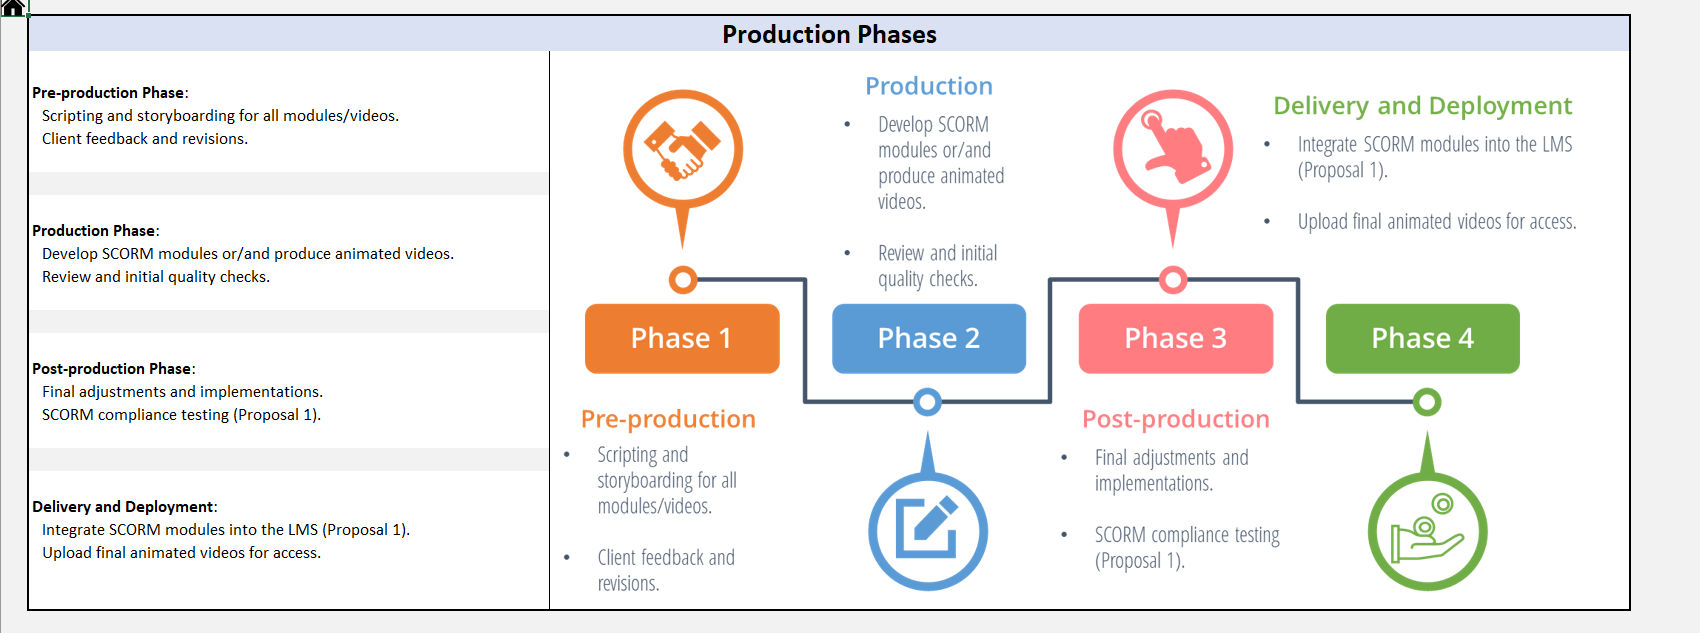 Production Phases
Pre-production Phase:
Scripting and storyboarding for all modules/videos.
Client feedback and revisions.
Production Phase:
Develop SCORM modules or/and produce animated videos.
Review and initial quality checks.
Post-production Phase:
Final adjustments and implementations.
SCORM compliance testing (Proposal 1).
Delivery and Deployment:
Integrate SCORM modules into the LMS (Proposal 1).
Upload final animated videos for access.
Phase 1
Pre-production
• Scripting and
storyboarding for all
modules/videos.
• Client feedback and
revisions.
Production
• Develop SCORM
modules or/and
produce animated
videos.
• Review and initial
quality checks.
Phase 2
Phase 3
Post-production
• Final adjustments and
implementations.
• SCORM compliance testing
(Proposal 1).
Delivery and Deployment
• Integrate SCORM modules into the LMS
(Proposal 1).
• Upload final animated videos for access.
Phase 4